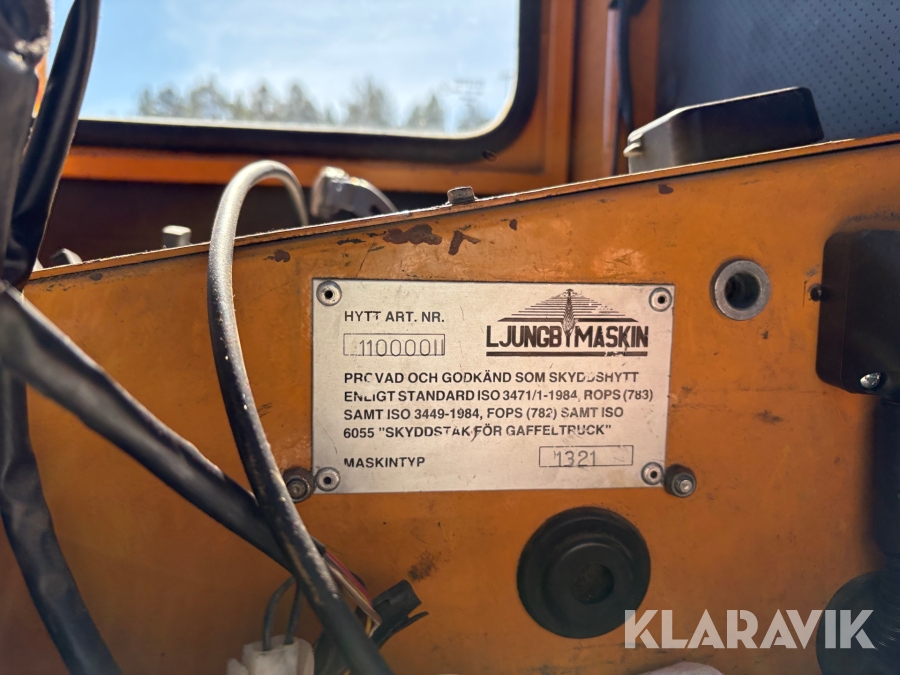 HYTT ART. NR.
LJUNGBYMASKIN
PROVAD OCH GODKÄND SOM SKYDDSHYTT
ENLIGT STANDARD ISO 3471/1-1984, ROPS (783)
SAMT ISO 3449-1984, FOPS (782) SAMT ISO
6055 "SKYDDSTAK FÖR GAFFELTRUCK"
MASKINTYP
1321
KLARAVIK